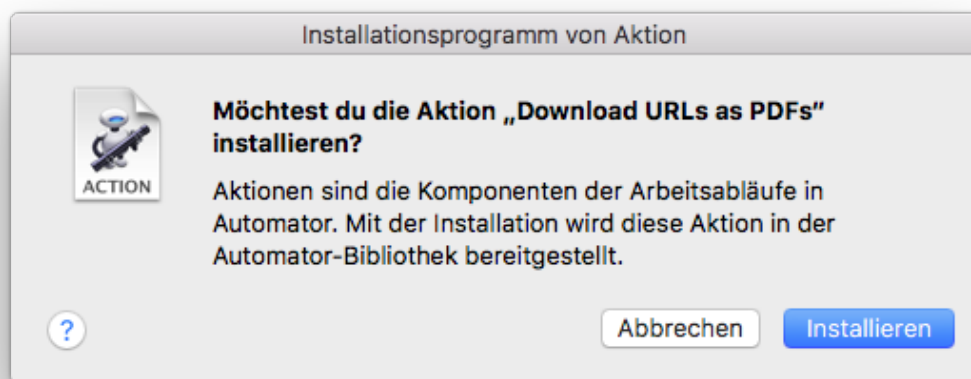 Installationsprogramm von Aktion
ACTION
Möchtest du die Aktion „Download URLs as PDFs“
installieren?
Aktionen sind die Komponenten der Arbeitsabläufe in
Automator. Mit der Installation wird diese Aktion in der
Automator-Bibliothek bereitgestellt.
?
Abbrechen
Installieren